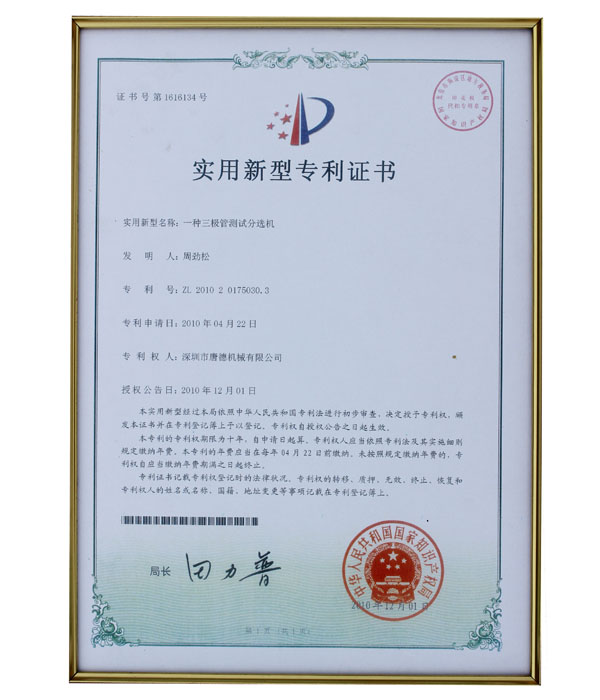 证书号第1616134号
实用新型专利证书
实用新型名称：一种三极管测试分选机
发明人：周劲松
专利号：ZL 2010 2 0175030.3
专利申请日：2010年04月22日
专利权人：深圳市唐德机械有限公司
授权公告日：2010年12月01日
本实用新型经过本局依照中华人民共和国专利法进行初步审查，决定授予专利权，颁
发本证书并在专利登记簿上予以登记。专利权自授权公告之日起生效。
本专利的专利权期限为十年，自申请日起算。专利权人应当依照专利法及其实施细则
规定缴纳年费。本专利的年费应当在每年04月22日前缴纳。未按照规定缴纳年费的，专
利权自应当缴纳年费期满之日起终止。
专利证书记载专利权登记时的法律状况。专利权的转移、质押、无效、终止、恢复和
专利权人的姓名或名称、国籍、地址变更等事项记载在专利登记簿上。
局长
田力普
中华人民共和国国家知识产权局
2010年12月01日
第1页（共1页）